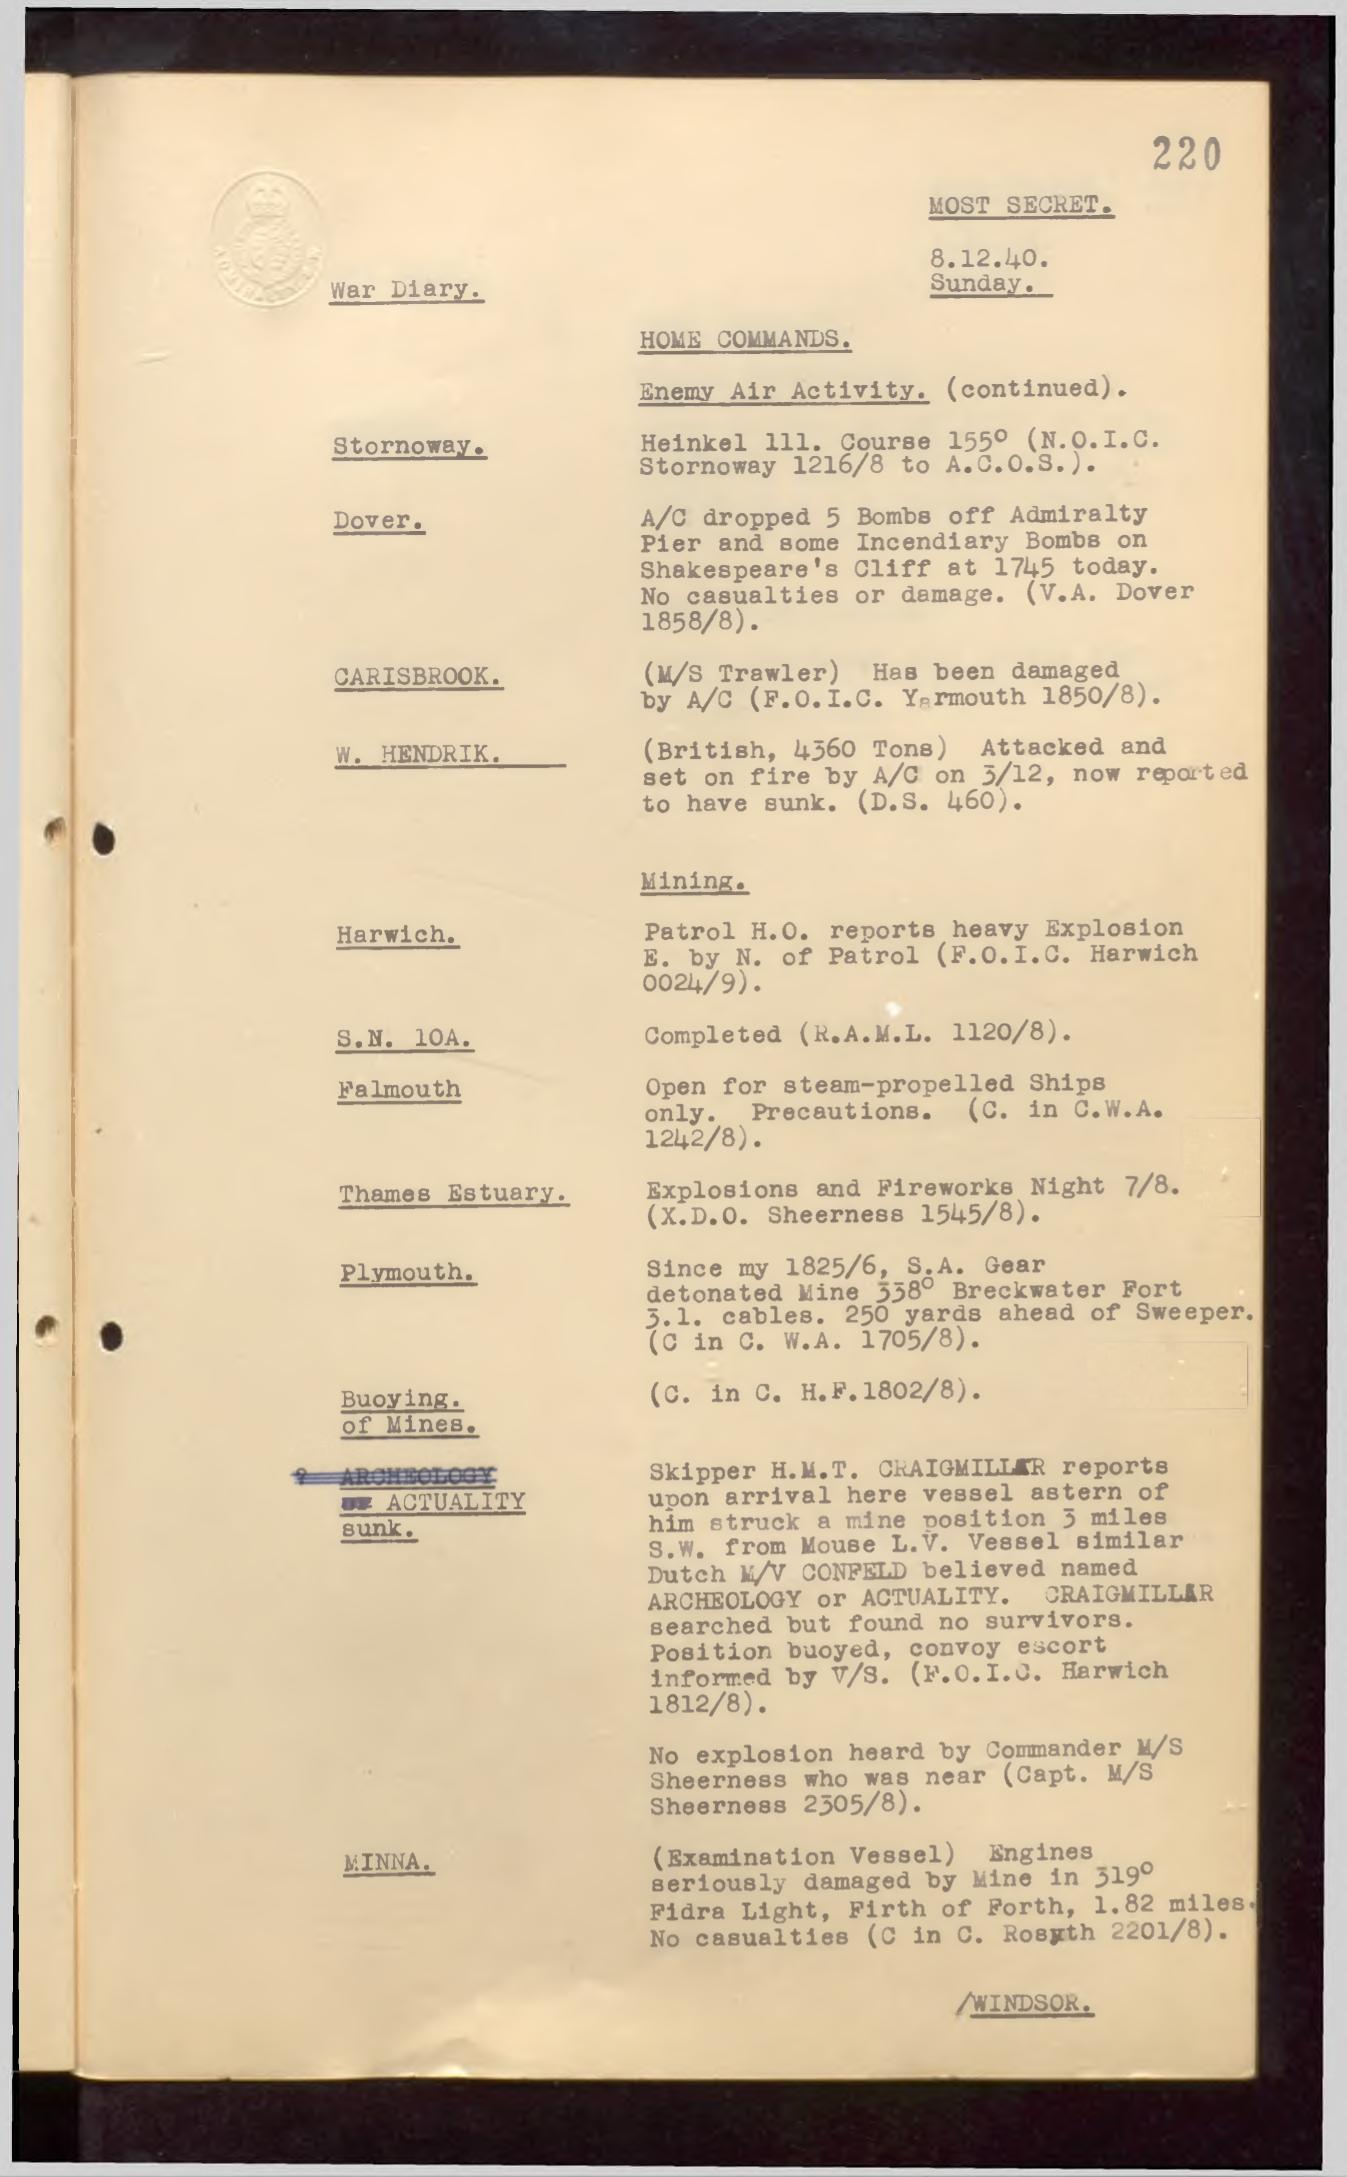 220
MOST SECRET.
8.12.40.
Sunday.
War Diary.
HOME COMMANDS.
Enemy Air Activity. (continued).
Stornoway.
Heinkel 111. Course 155° (N.O.I.C.
Stornoway 1216/8 to A.C.O.S.).
Dover.
A/C dropped 5 Bombs off Admiralty
Pier and some Incendiary Bombs on
Shakespeare's Cliff at 1745 today.
No casualties or damage. (V.A. Dover
1858/8).
CARISBROOK.
(M/S Trawler) Has been damaged
by A/C (F.O.I.C. Yarmouth 1850/8).
W. HENDRIK.
(British, 4360 Tons) Attacked and
set on fire by A/C on 3/12, now reported
to have sunk. (D.S. 460).
Mining.
Harwich.
Patrol H.O. reports heavy Explosion
E. by N. of Patrol (F.O.I.C. Harwich
0024/9).
S.N. 10A.
Completed (R.A.M.L. 1120/8).
Falmouth
Open for steam-propelled Ships
only. Precautions. (C. in C.W.A.
1242/8).
Thames Estuary.
Explosions and Fireworks Night 7/8.
(X.D.O. Sheerness 1545/8).
Plymouth.
Since my 1825/6, S.A. Gear
detonated Mine 338° Breckwater Fort
3.1. cables. 250 yards ahead of Sweeper.
(C in C. W.A. 1705/8).
Buoying.
of Mines.
(C. in C. H.F.1802/8).
? ARCHEOLOGY
or ACTUALITY
sunk.
Skipper H.M.T. CRAIGMILLAR reports
upon arrival here vessel astern of
him struck a mine position 3 miles
S.W. from Mouse L.V. Vessel similar
Dutch M/V CONFELD believed named
ARCHEOLOGY or ACTUALITY. CRAIGMILLAR
searched but found no survivors.
Position buoyed, convoy escort
informed by V/S. (F.O.I.C. Harwich
1812/8).
No explosion heard by Commander M/S
Sheerness who was near (Capt. M/S
Sheerness 2305/8).
MINNA.
(Examination Vessel) Engines
seriously damaged by Mine in 319°
Fidra Light, Firth of Forth, 1.82 miles.
No casualties (C in C. Rosyth 2201/8).
/WINDSOR.